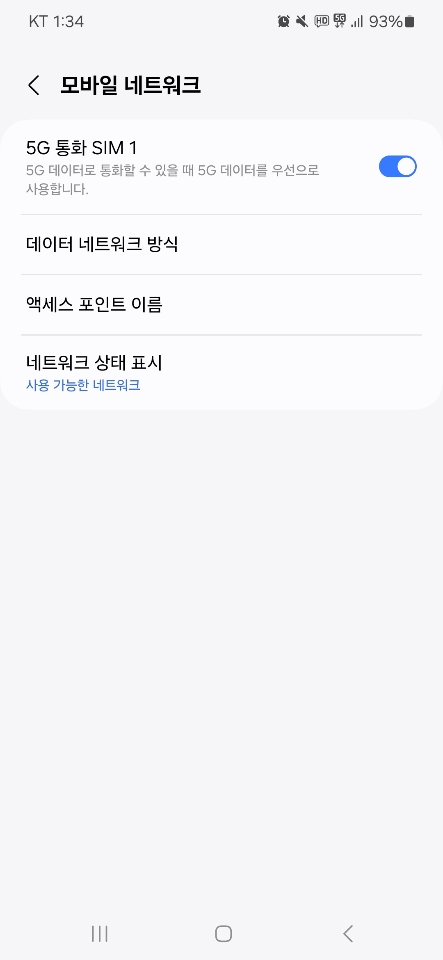 KT 1:34
HD 5G 93%
모바일 네트워크
5G 통화 SIM 1
5G 데이터로 통화할 수 있을 때 5G 데이터를 우선으로
사용합니다.
데이터 네트워크 방식
액세스 포인트 이름
네트워크 상태 표시
사용 가능한 네트워크